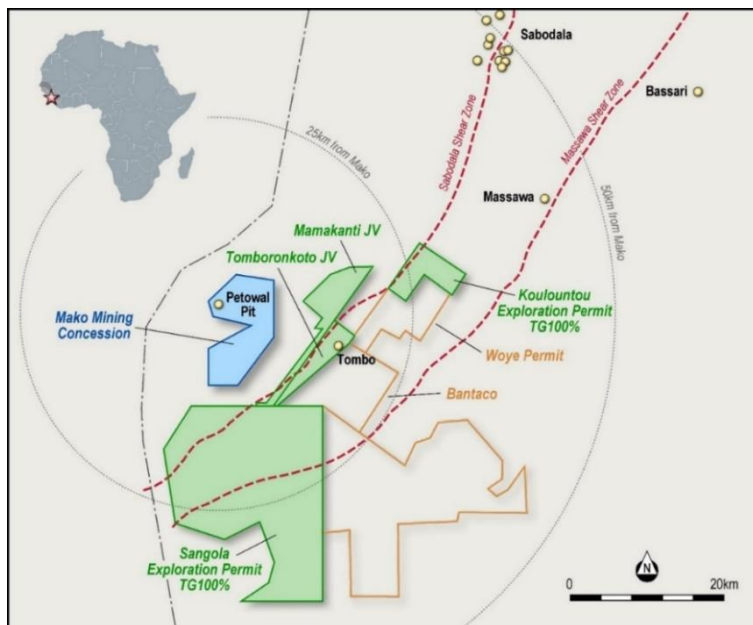 Sabodala
Bassari
Sabodala Shear Zone
Massawa Shear Zone
25km from Mako
50km from Mako
Massawa
Mamakanti JV
Tomboronkoto JV
Petowal
Pit
Mako Mining
Concession
Koulountou
Exploration Permit
TG100%
Woye Permit
Tombo
Bantaco
Sangola
Exploration Permit
TG100%
N
0
20km